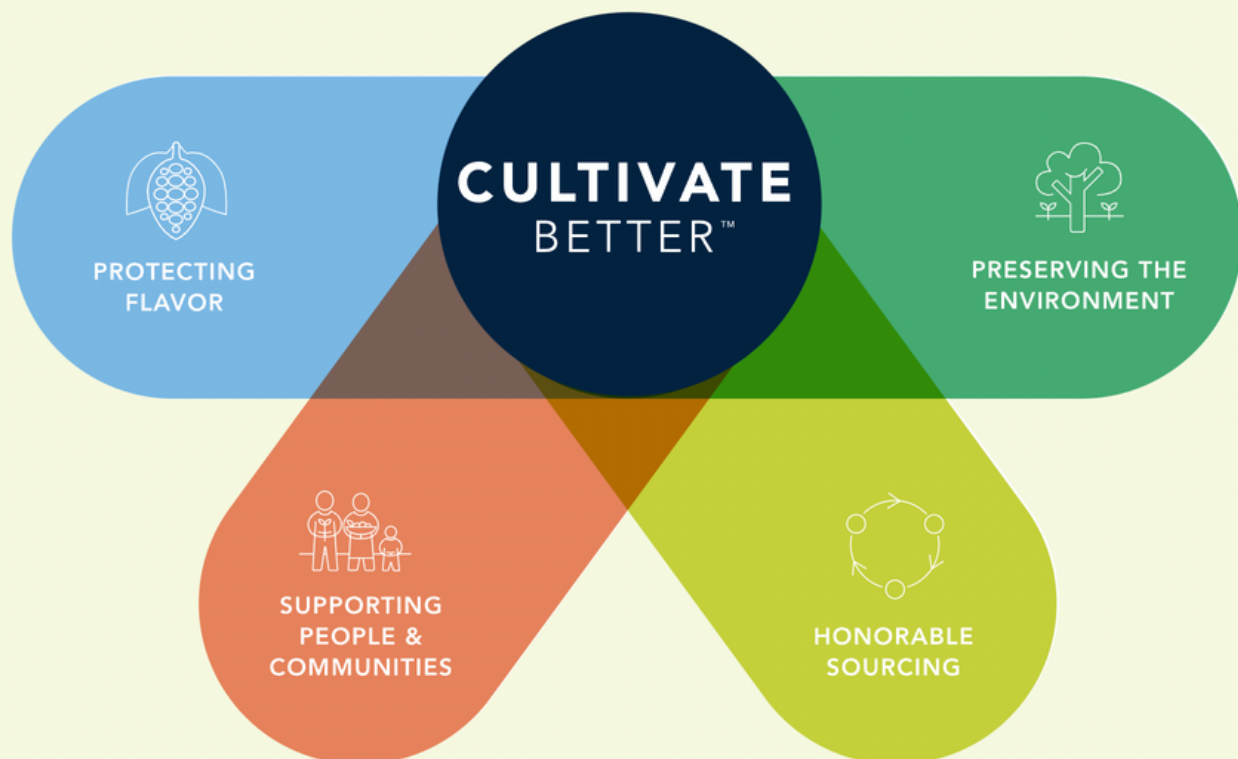 CULTIVATE
BETTER™
PROTECTING
FLAVOR
PRESERVING THE
ENVIRONMENT
SUPPORTING
PEOPLE &
COMMUNITIES
HONORABLE
SOURCING